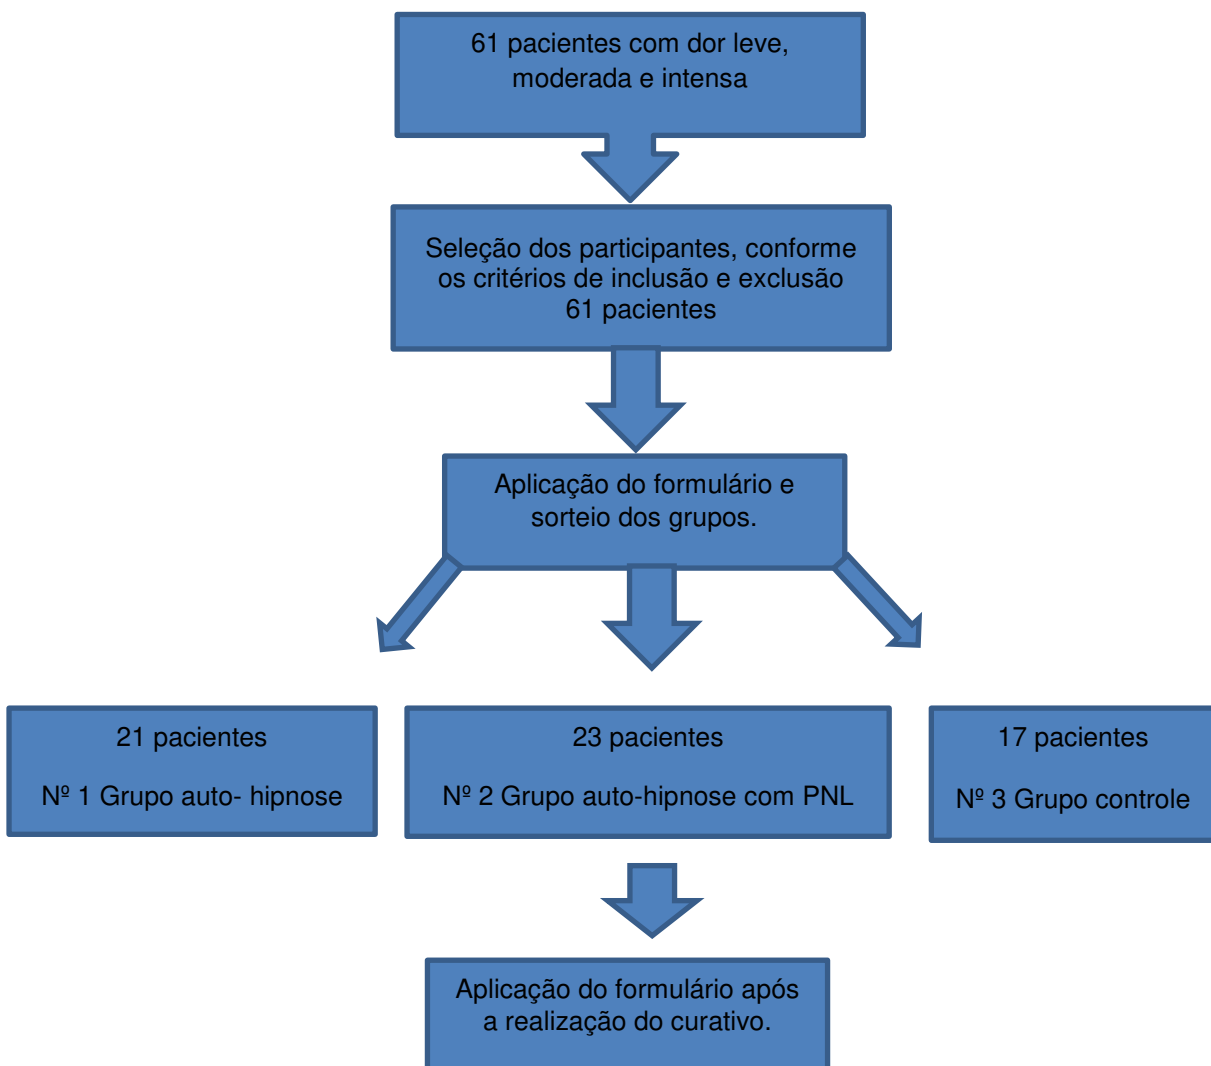 61 pacientes com dor leve,
moderada e intensa
Seleção dos participantes, conforme
os critérios de inclusão e exclusão
61 pacientes
Aplicação do formulário e
sorteio dos grupos.
21 pacientes
Nº 1 Grupo auto- hipnose
23 pacientes
Nº 2 Grupo auto-hipnose com PNL
17 pacientes
Nº 3 Grupo controle
Aplicação do formulário após
a realização do curativo.